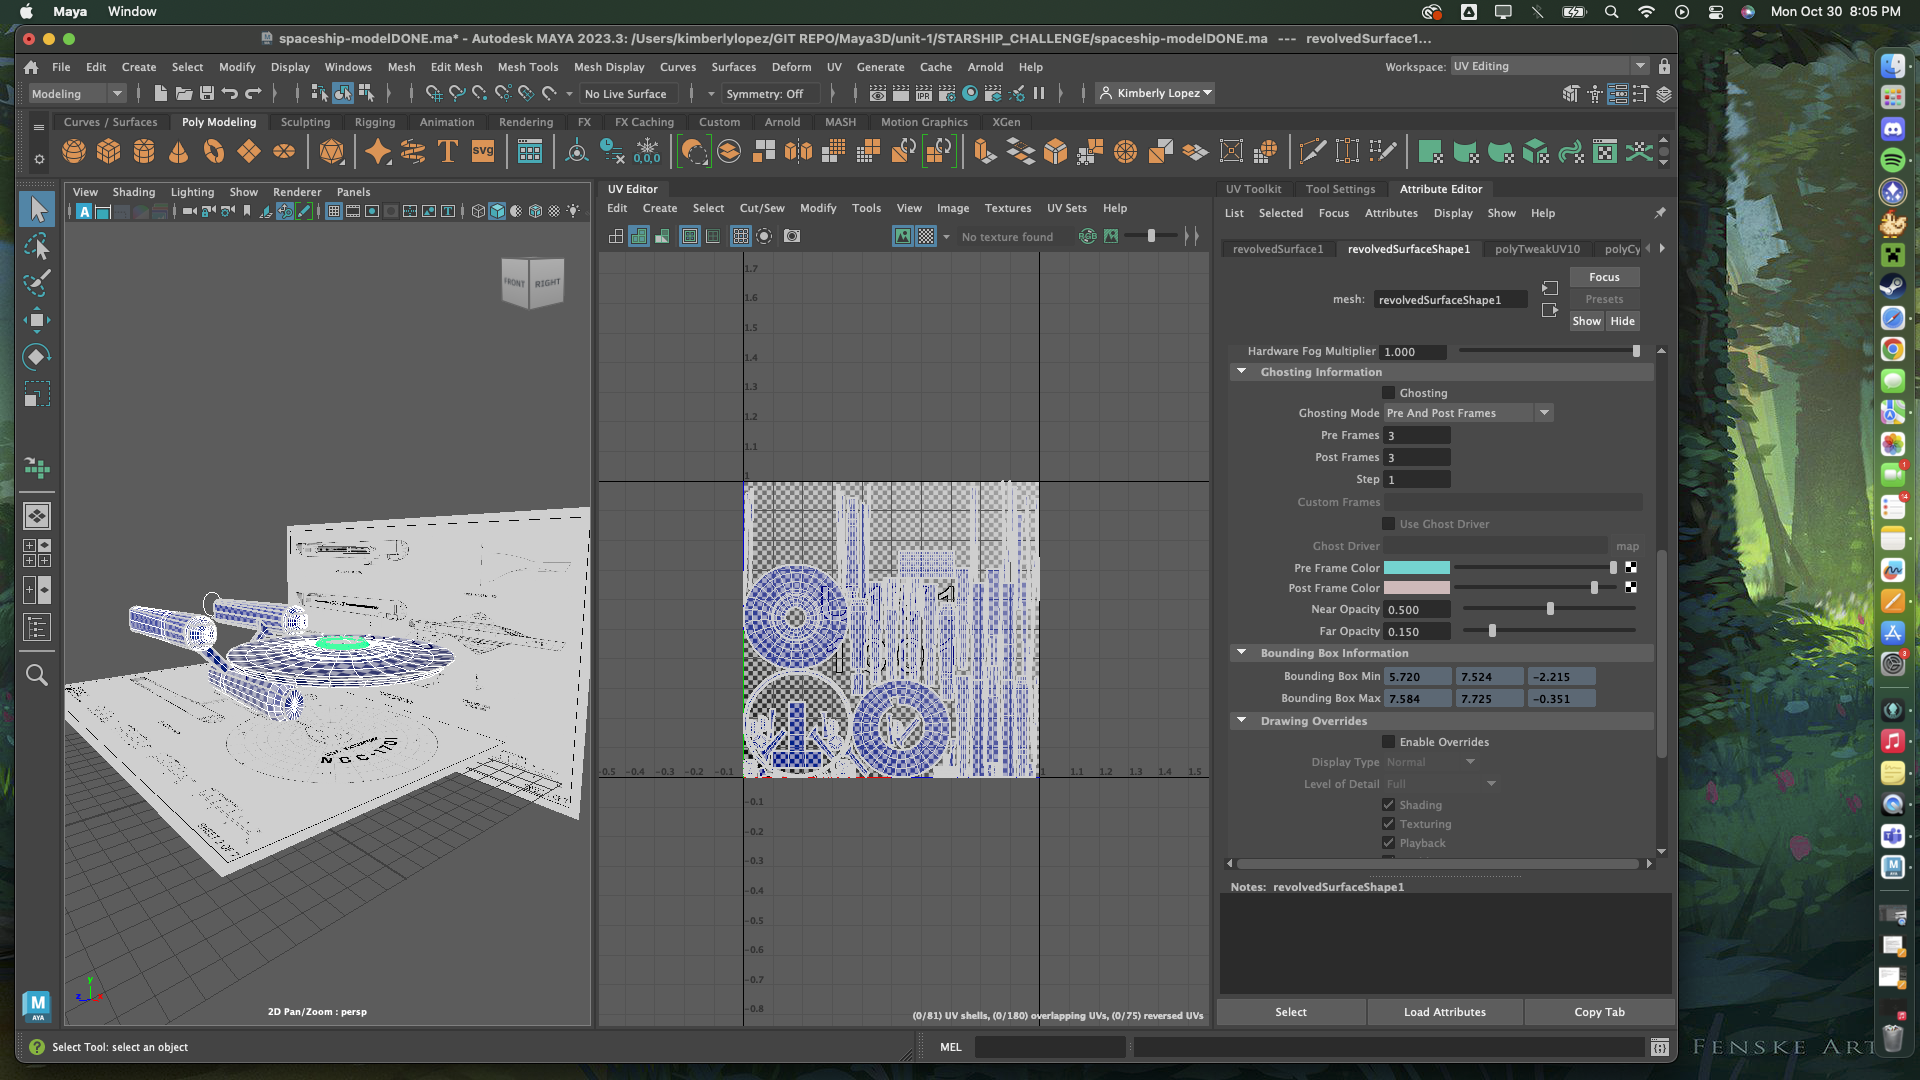 Maya Window
Mon Oct 30 8:05 PM
spaceship-modelDONE.ma* - Autodesk MAYA 2023.3: /Users/kimberlylopez/GIT REPO/Maya3D/unit-1/STARSHIP_CHALLENGE/spaceship-modelDONE.ma --- revolvedSurface1...
File Edit Create Select Modify Display Windows Mesh Edit Mesh Mesh Tools Mesh Display Curves Surfaces Deform UV Generate Cache Arnold Help
Workspace: UV Editing
Modeling
No Live Surface
Symmetry: Off
IPR
Kimberly Lopez
Curves / Surfaces Poly Modeling Sculpting Rigging Animation Rendering FX FX Caching Custom Arnold MASH Motion Graphics XGen
T
svg
0,0,0
View Shading Lighting Show Renderer Panels
FRONT RIGHT
NCC-1701
2D Pan/Zoom : persp
UV Editor
Edit Create Select Cut/Sew Modify Tools View Image Textures UV Sets Help
No texture found
RGB
1.7
1.6
1.5
1.4
1.3
1.2
1.1
1
-0.5 -0.4 -0.3 -0.2 -0.1 1 1.1 1.2 1.3 1.4 1.5
-0.1
-0.2
-0.3
-0.4
-0.5
-0.6
-0.7
-0.8
(0/81) UV shells, (0/180) overlapping UVs, (0/75) reversed UVs
UV Toolkit Tool Settings Attribute Editor
List Selected Focus Attributes Display Show Help
revolvedSurface1 revolvedSurfaceShape1 polyTweakUV10 polyCy
mesh: revolvedSurfaceShape1
Focus
Presets
Show Hide
Hardware Fog Multiplier 1.000
Ghosting Information
Ghosting
Ghosting Mode Pre And Post Frames
Pre Frames 3
Post Frames 3
Step 1
Custom Frames
Use Ghost Driver
Ghost Driver map
Pre Frame Color
Post Frame Color
Near Opacity 0.500
Far Opacity 0.150
Bounding Box Information
Bounding Box Min 5.720 7.524 -2.215
Bounding Box Max 7.584 7.725 -0.351
Drawing Overrides
Enable Overrides
Display Type Normal
Level of Detail Full
Shading
Texturing
Playback
Notes: revolvedSurfaceShape1
Select Load Attributes Copy Tab
M
AYA
Select Tool: select an object
MEL
FENSKE ART